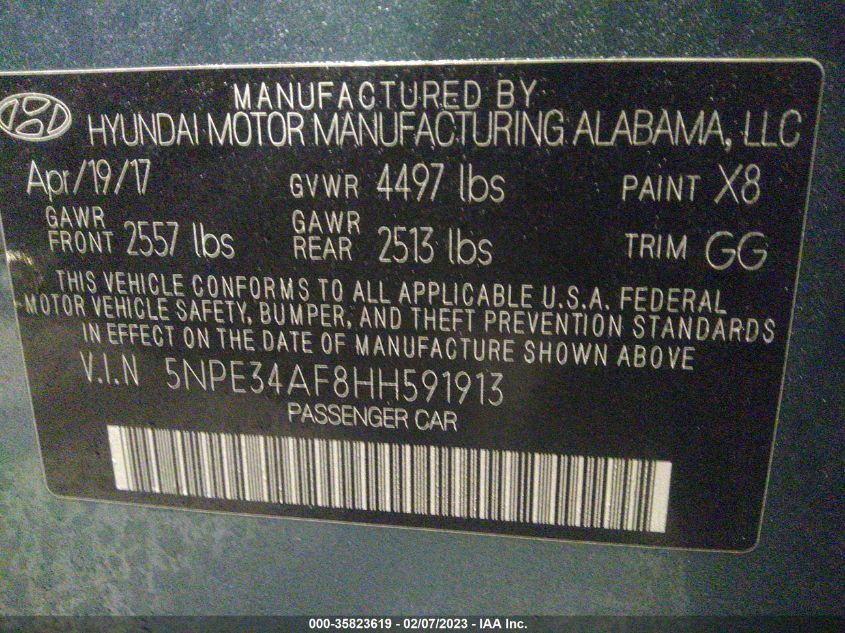 MANUFACTURED BY
HYUNDAI MOTOR MANUFACTURING ALABAMA, LLC
Apr/19/17 GVWR 4497 lbs PAINT X8
GAWR FRONT 2557 lbs GAWR REAR 2513 lbs TRIM GG
THIS VEHICLE CONFORMS TO ALL APPLICABLE U.S.A. FEDERAL
MOTOR VEHICLE SAFETY, BUMPER, AND THEFT PREVENTION STANDARDS
IN EFFECT ON THE DATE OF MANUFACTURE SHOWN ABOVE
V.I.N 5NPE34AF8HH591913
PASSENGER CAR
000-35823619 - 02/07/2023 - IAA Inc.